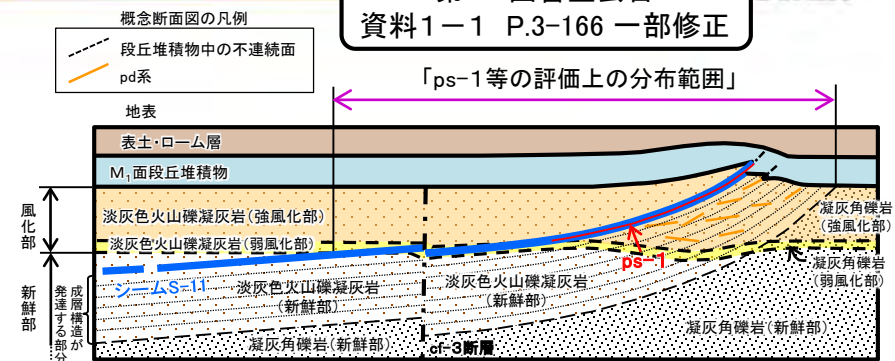 資料1-1 P.3-166 一部修正
概念断面図の凡例
段丘堆積物中の不連続面
pd系
「ps-1等の評価上の分布範囲」
地表
表土・ローム層
M₁面段丘堆積物
風化部
淡灰色火山礫凝灰岩(強風化部)
淡灰色火山礫凝灰岩(弱風化部)
凝灰角礫岩
(強風化部)
ps-1
凝灰角礫岩
(弱風化部)
シームS-11
新鮮部
成層構造が
発達する部分
淡灰色火山礫凝灰岩
(新鮮部)
淡灰色火山礫凝灰岩
(新鮮部)
凝灰角礫岩(新鮮部)
凝灰角礫岩(新鮮部)
cf-3断層